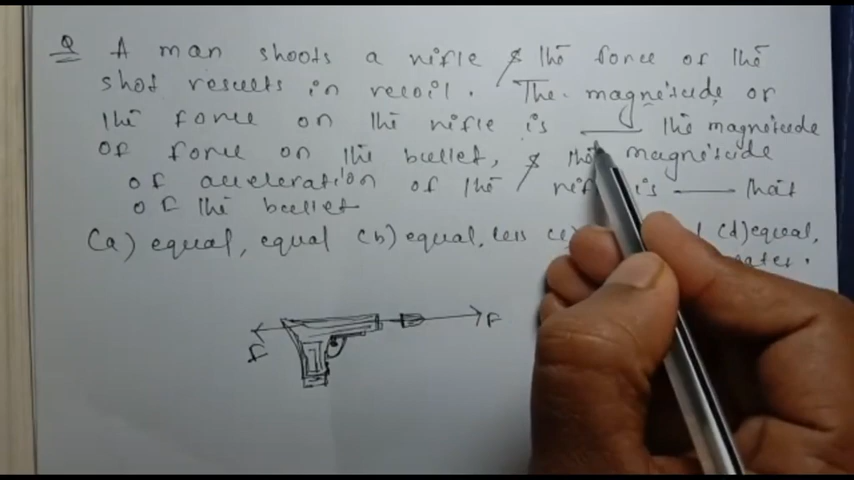 Q A man shoots a rifle & the force of the
shot results in recoil. The magnitude of
the force on the rifle is ___ the magnitude
of force on the bullet, & the magnitude
of acceleration of the is ___ that
of the bullet
(a) equal, equal (b) equal, less (d) equal,
F
F